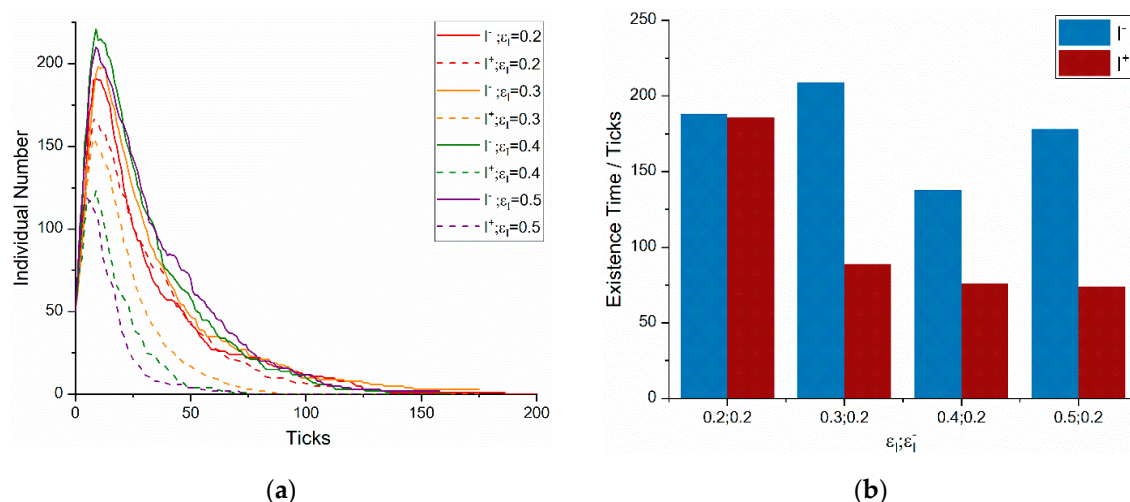 200
150
100
50
0
Individual Number
0
50
100
150
200
Ticks
I⁻;εI=0.2
I⁺;εI=0.2
I⁻;εI=0.3
I⁺;εI=0.3
I⁻;εI=0.4
I⁺;εI=0.4
I⁻;εI=0.5
I⁺;εI=0.5
(a)
250
200
150
100
50
0
Existence Time / Ticks
I⁻
I⁺
0.2;0.2
0.3;0.2
0.4;0.2
0.5;0.2
εI;εI⁻
(b)